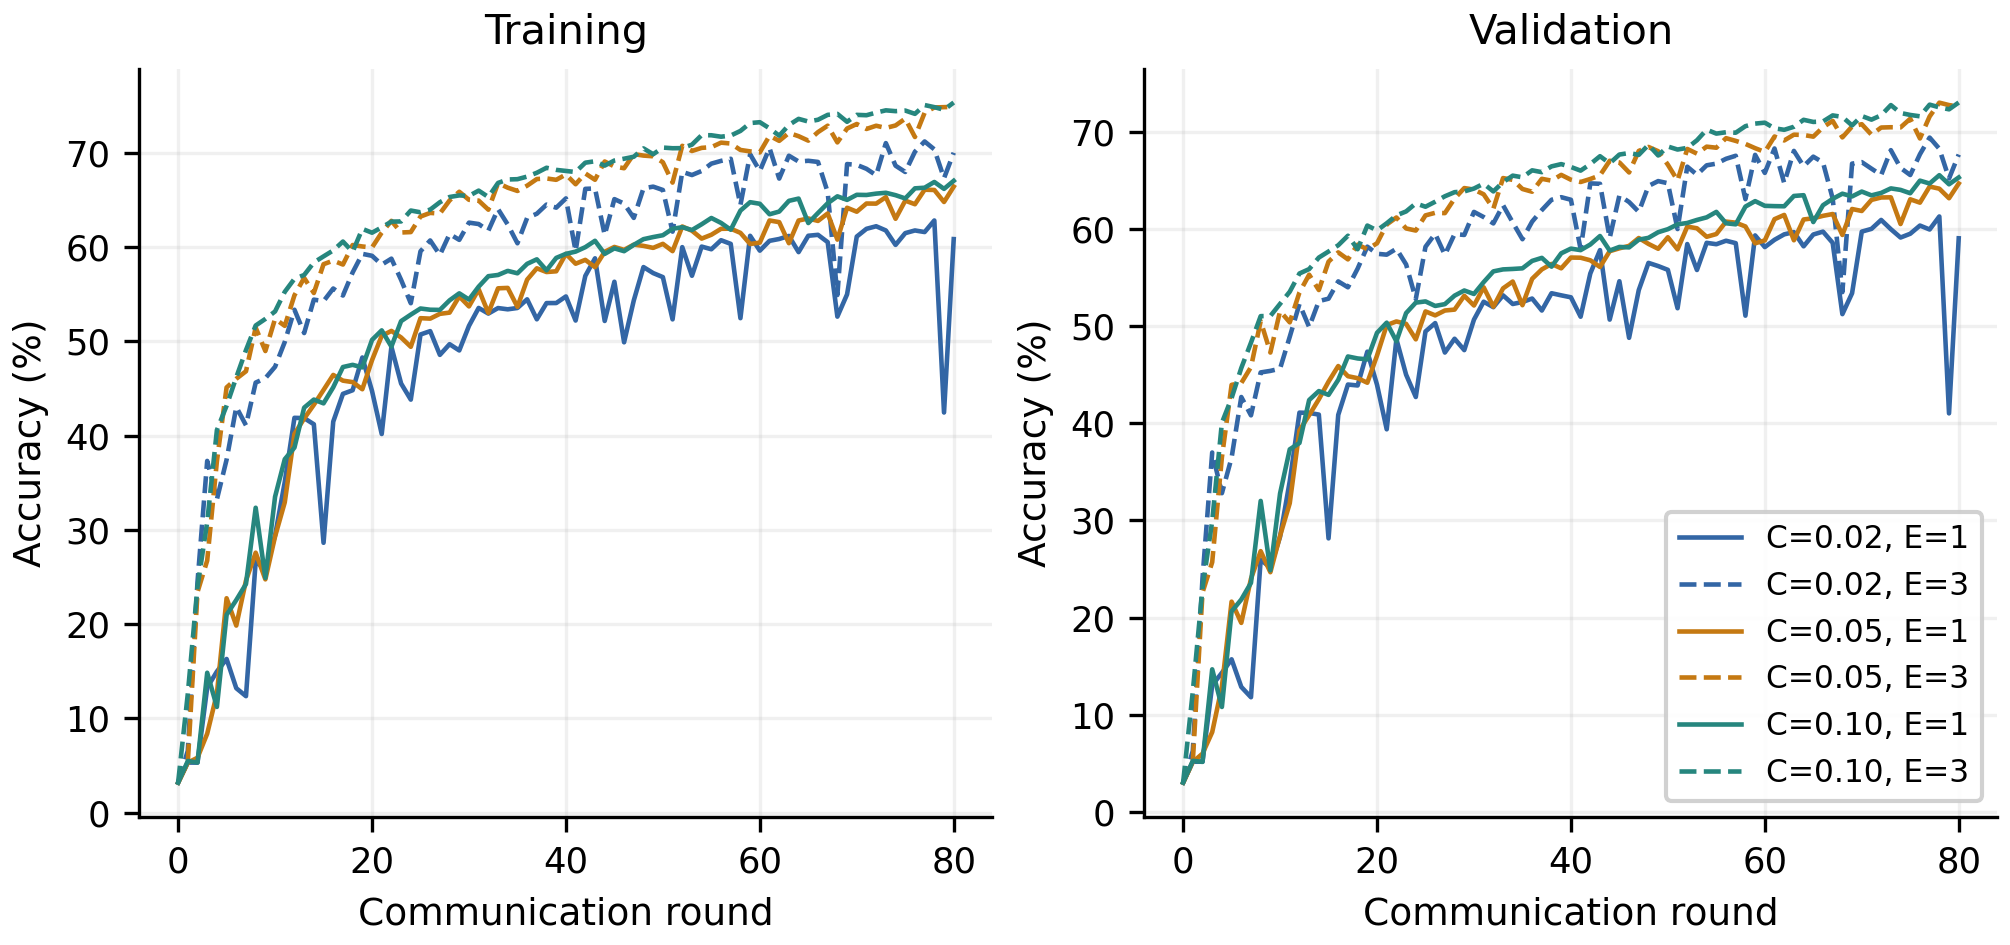 Training
Accuracy (%)
70
60
50
40
30
20
10
0
0 20 40 60 80
Communication round
Validation
Accuracy (%)
70
60
50
40
30
20
10
0
0 20 40 60 80
Communication round
C=0.02, E=1
C=0.02, E=3
C=0.05, E=1
C=0.05, E=3
C=0.10, E=1
C=0.10, E=3